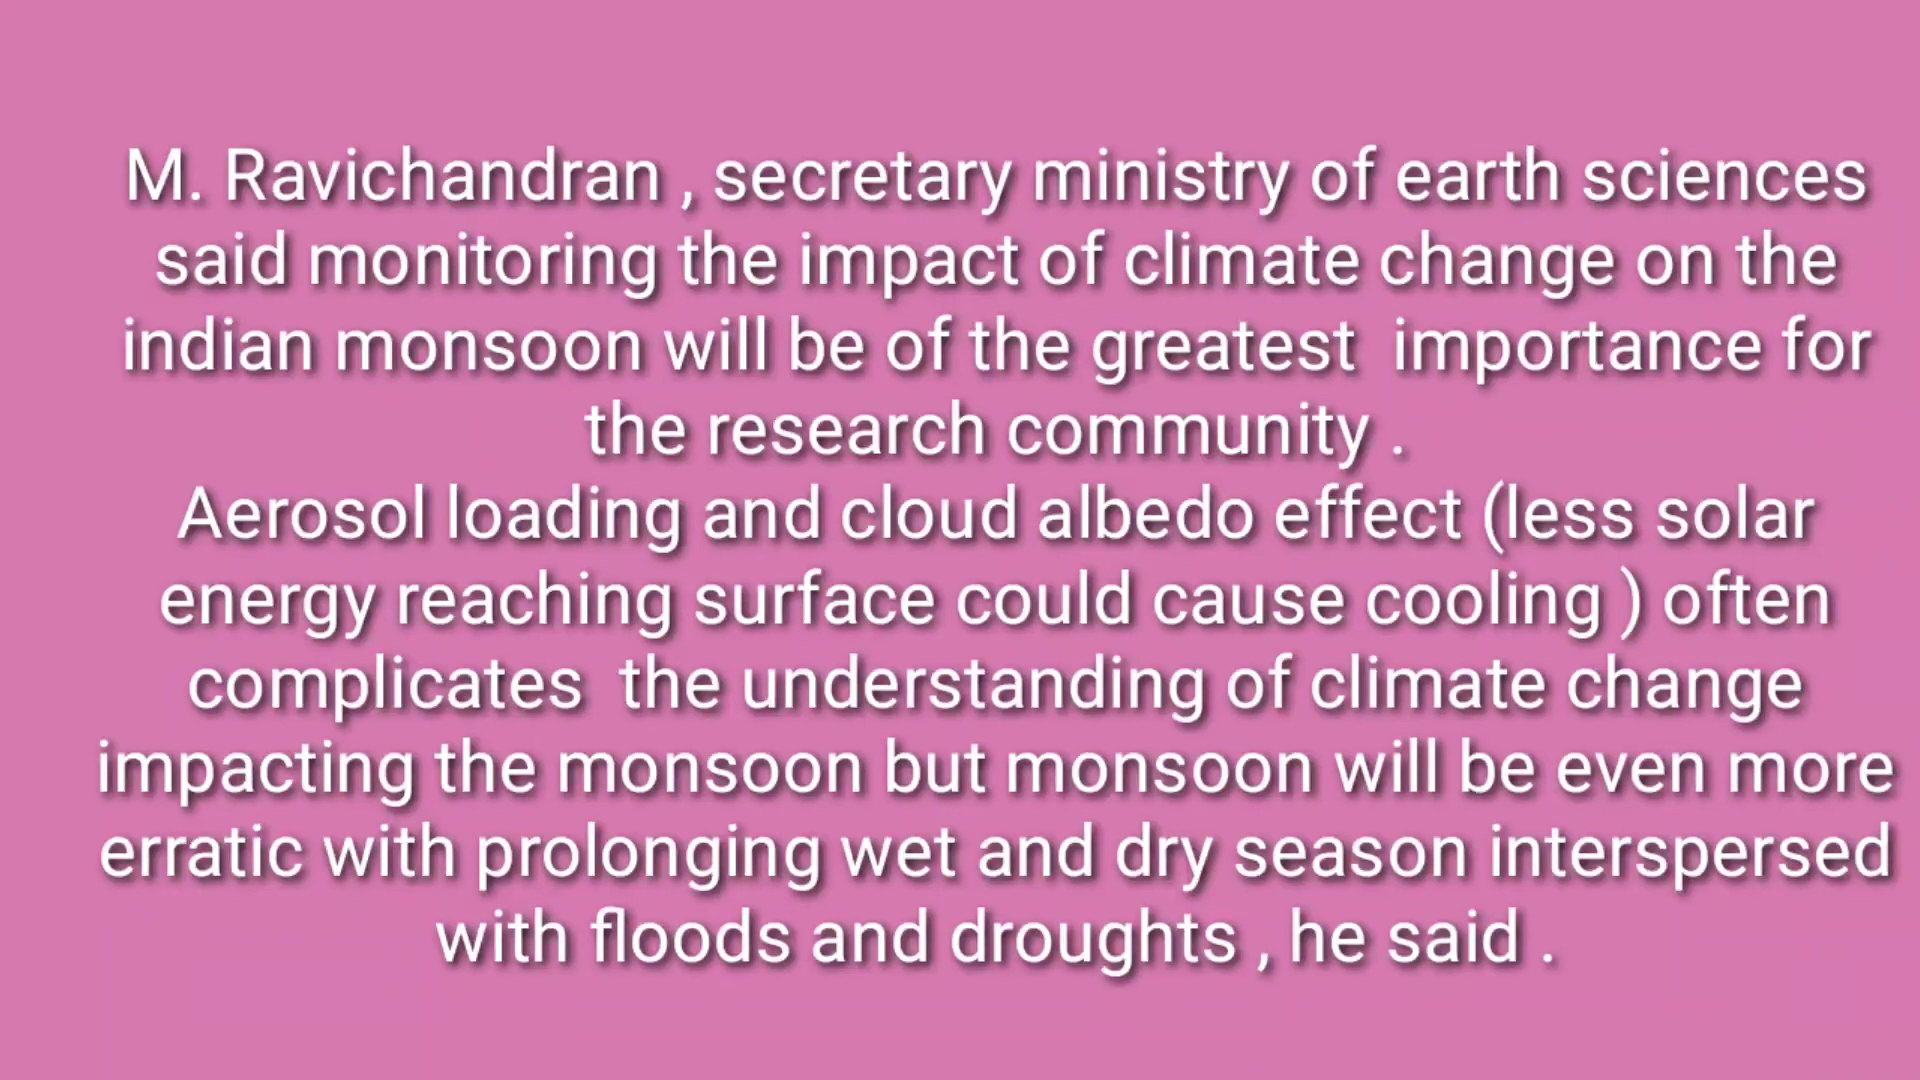 M. Ravichandran , secretary ministry of earth sciences
said monitoring the impact of climate change on the
indian monsoon will be of the greatest  importance for
the research community .
Aerosol loading and cloud albedo effect (less solar
energy reaching surface could cause cooling ) often
complicates  the understanding of climate change
impacting the monsoon but monsoon will be even more
erratic with prolonging wet and dry season interspersed
with floods and droughts , he said .